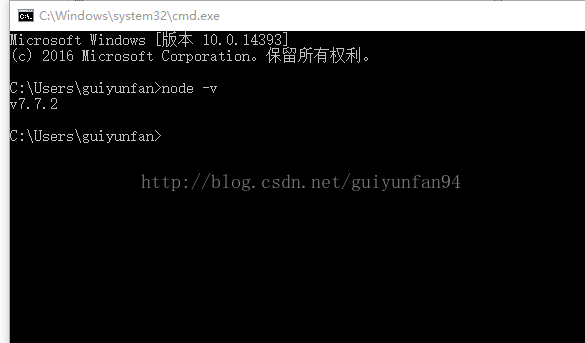 C:\Windows\system32\cmd.exe
Microsoft Windows [版本 10.0.14393]
(c) 2016 Microsoft Corporation。保留所有权利。
C:\Users\guiyunfan>node -v
v7.7.2
C:\Users\guiyunfan>
http://blog.csdn.net/guiyunfan94